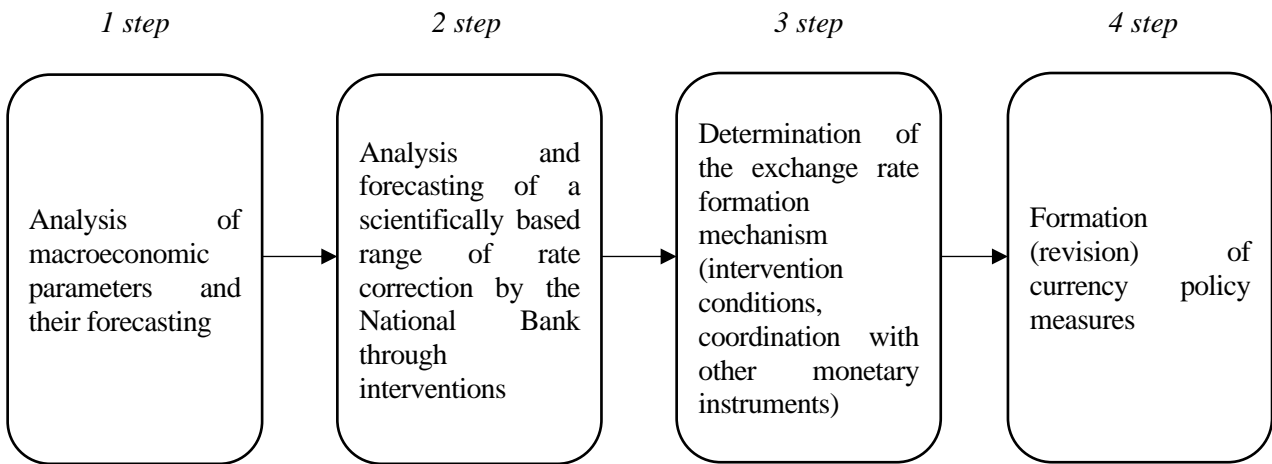 1 step
2 step
3 step
4 step
Analysis of
macroeconomic
parameters and
their forecasting
Analysis and
forecasting of a
scientifically based
range of rate
correction by the
National Bank
through
interventions
Determination of
the exchange rate
formation
mechanism
(intervention
conditions,
coordination with
other monetary
instruments)
Formation
(revision) of
currency policy
measures